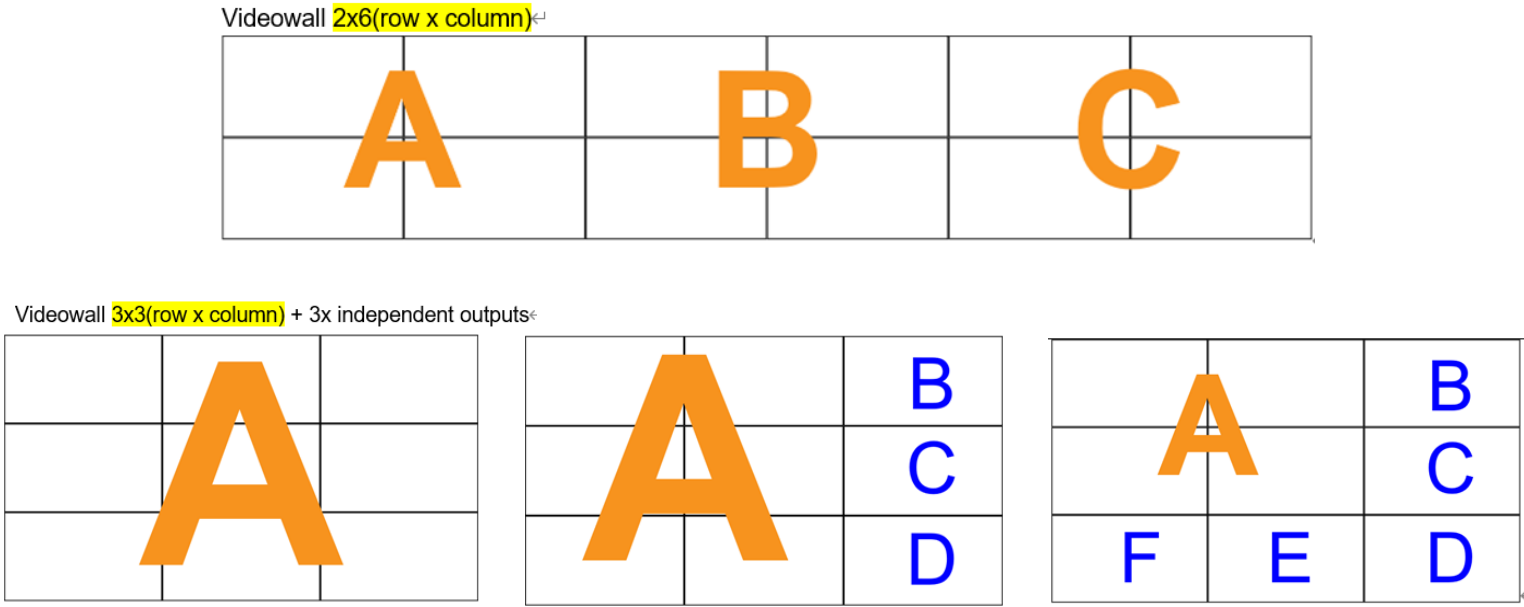 Videowall 2x6(row x column)
A B C
Videowall 3x3(row x column) + 3x independent outputs
A
A B
C
D
A B
C
F E D